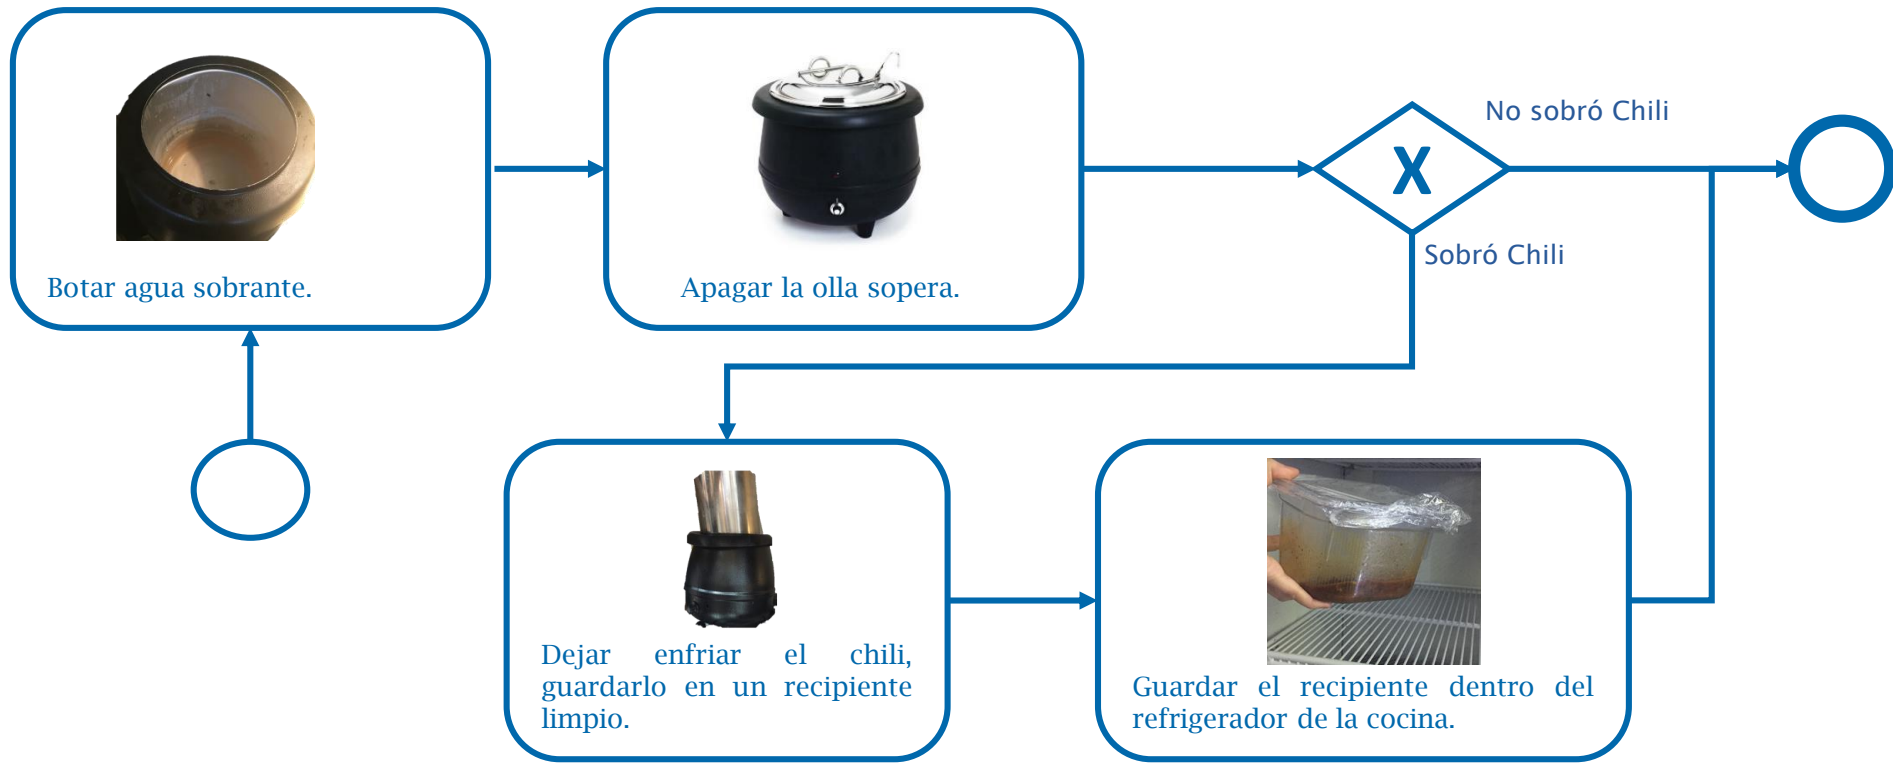 Botar agua sobrante.
Apagar la olla sopera.
X
No sobró Chili
Sobró Chili
Dejar enfriar el chili,
guardarlo en un recipiente
limpio.
Guardar el recipiente dentro del
refrigerador de la cocina.